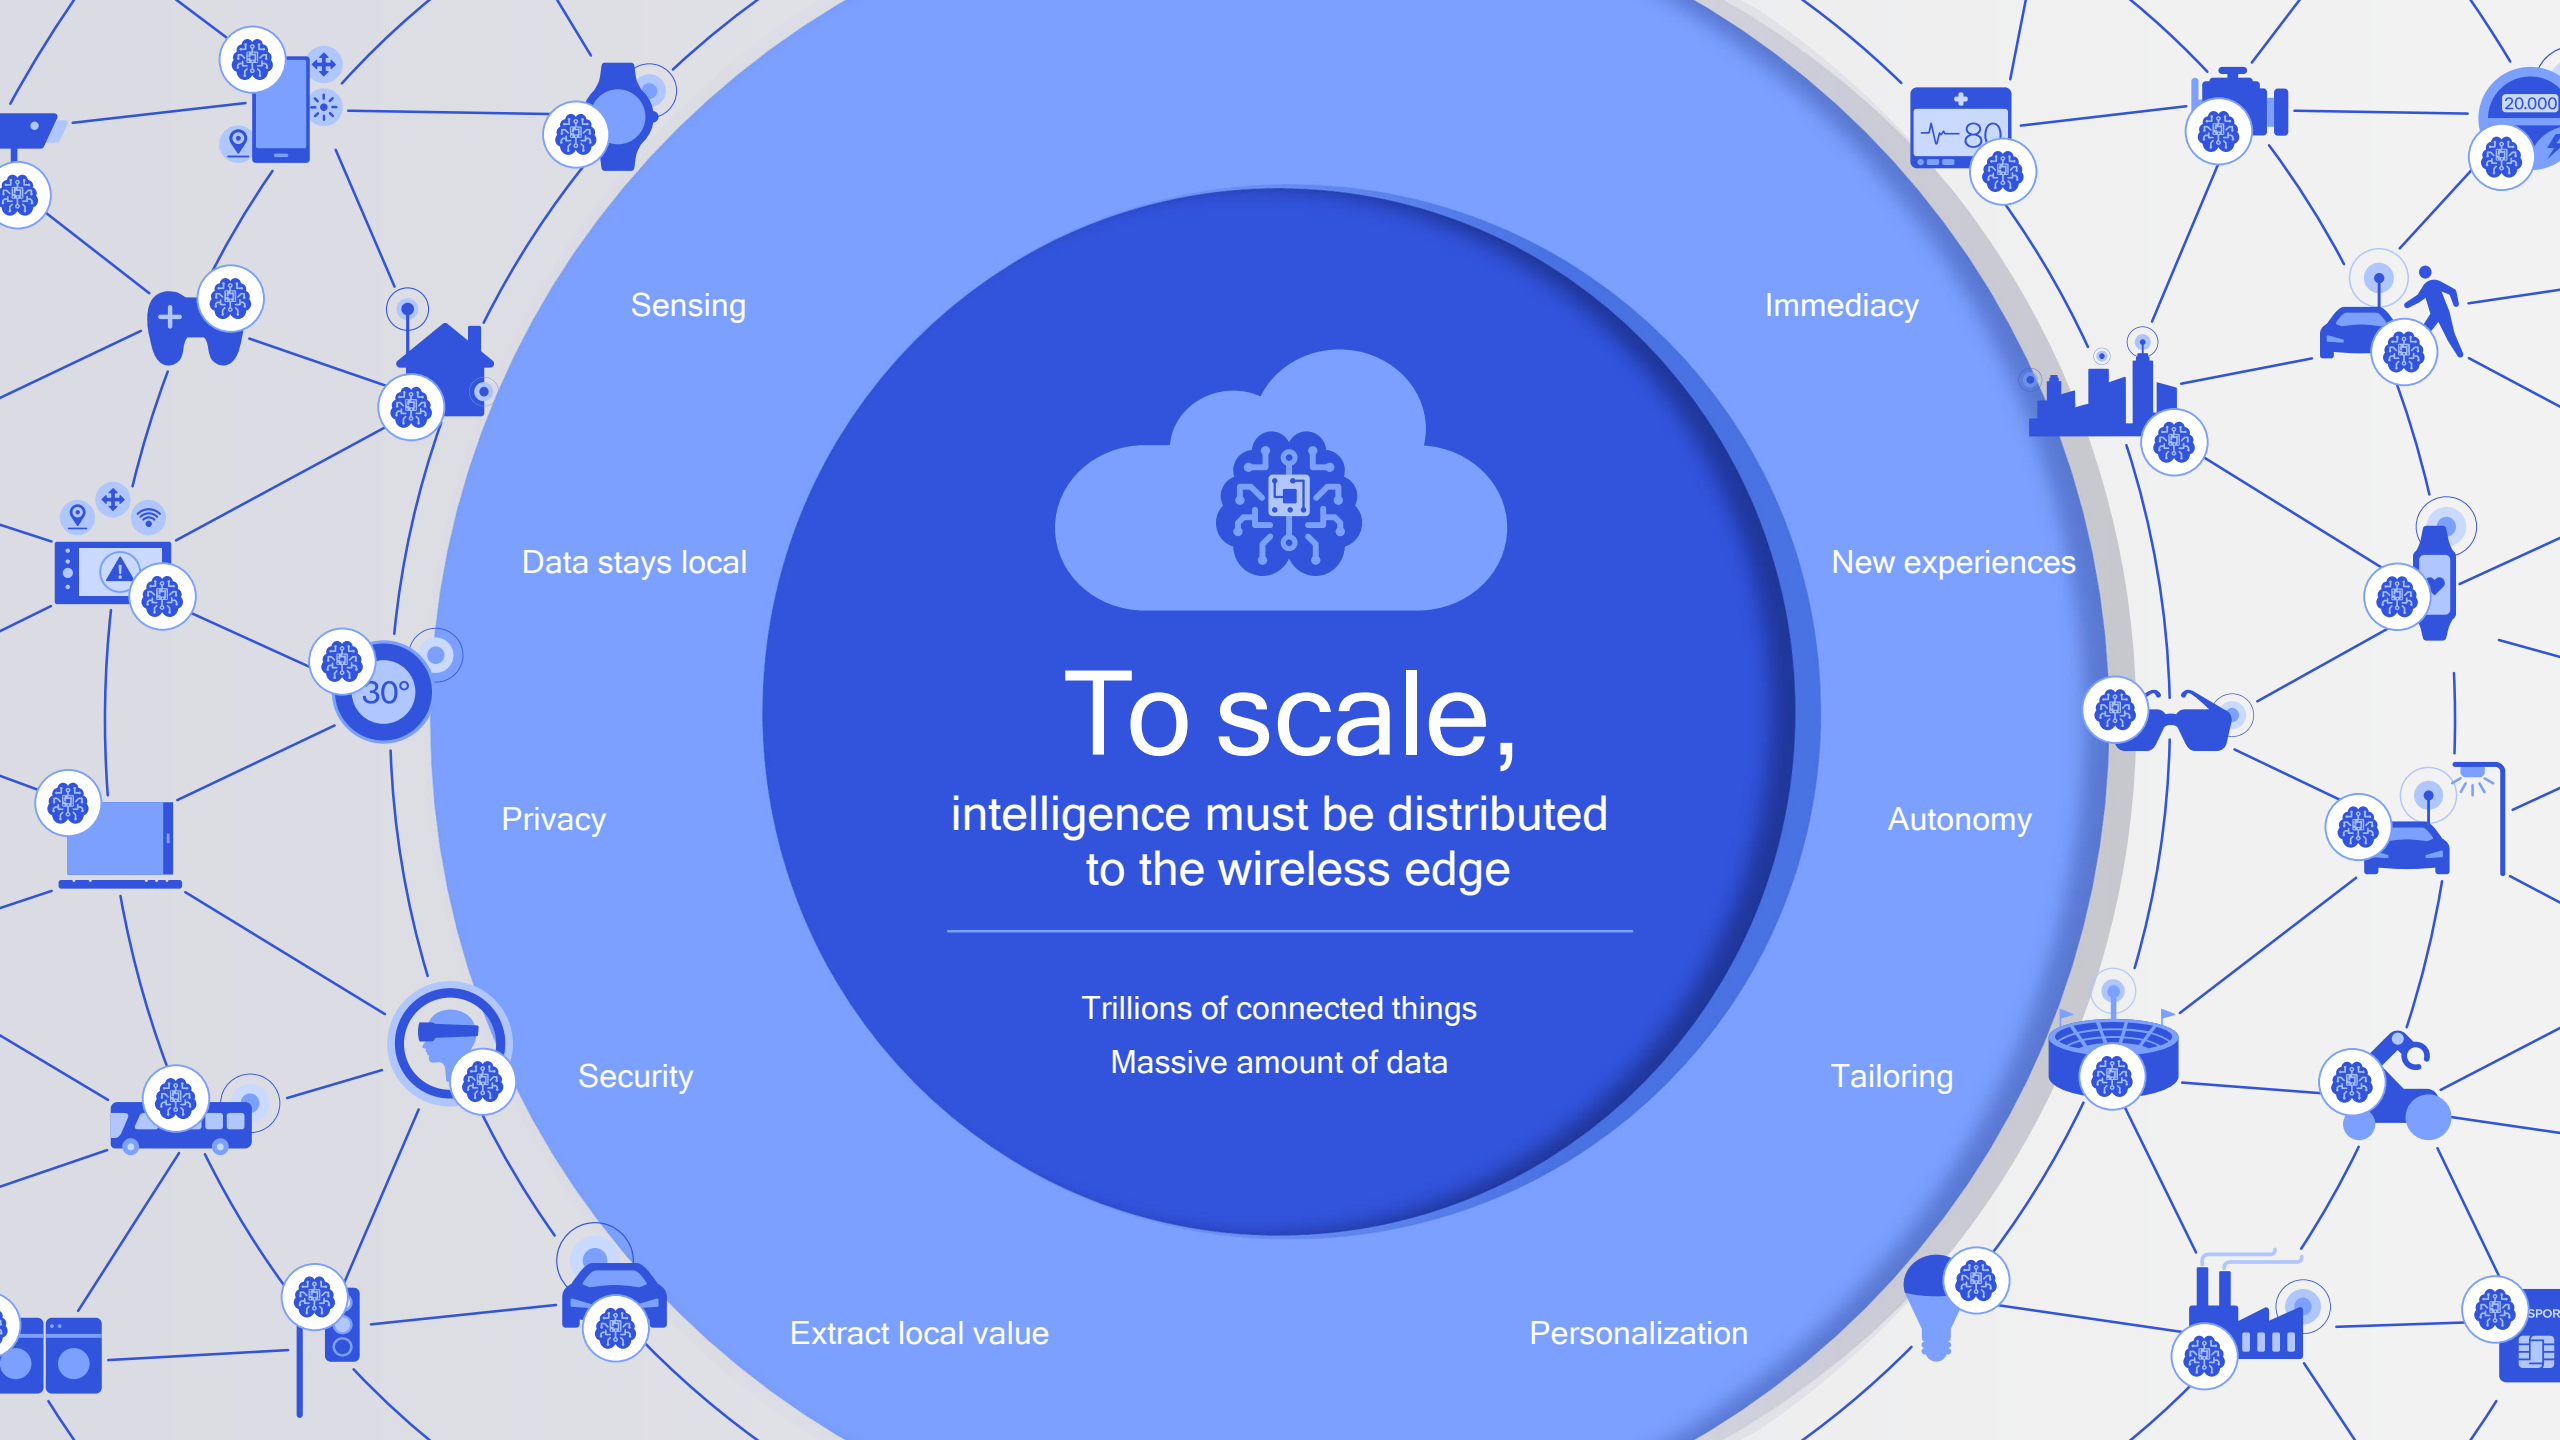 20.000
80
Sensing
Immediacy
Data stays local
New experiences
30°
To scale,
intelligence must be distributed
to the wireless edge
Privacy
Autonomy
Trillions of connected things
Massive amount of data
Security
Tailoring
SPOR
Extract local value
Personalization